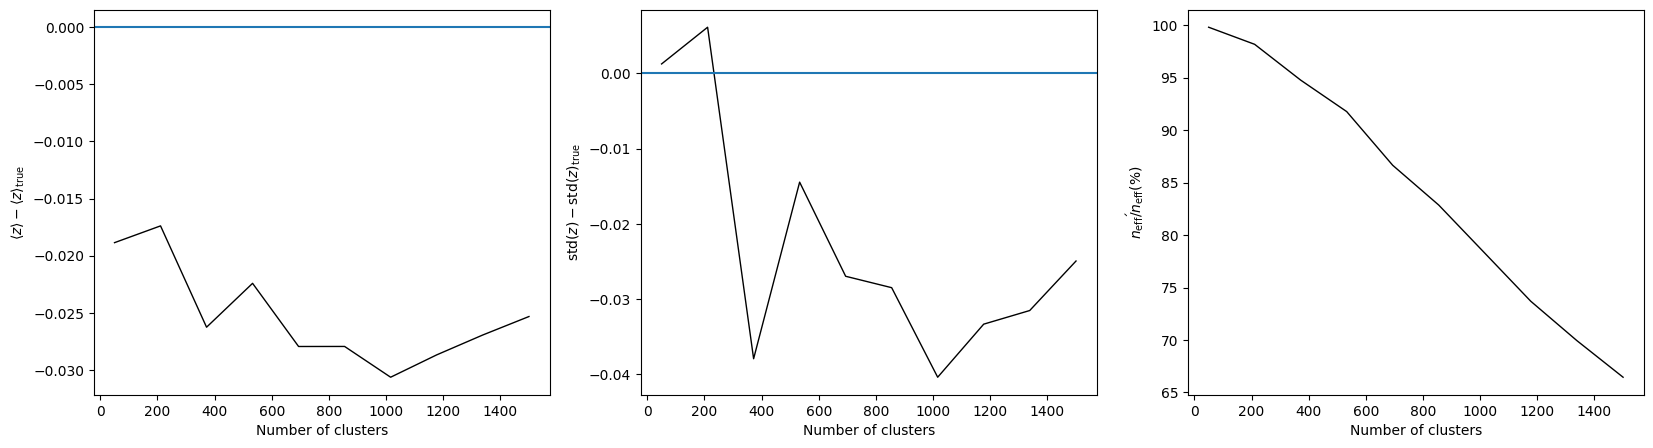 0.000
−0.005
−0.010
−0.015
−0.020
−0.025
−0.030
⟨z⟩ − ⟨z⟩true
0 200 400 600 800 1000 1200 1400
Number of clusters
0.00
−0.01
−0.02
−0.03
−0.04
std(z) − std(z)true
0 200 400 600 800 1000 1200 1400
Number of clusters
100
95
90
85
80
75
70
65
n′eff/neff(%)
0 200 400 600 800 1000 1200 1400
Number of clusters